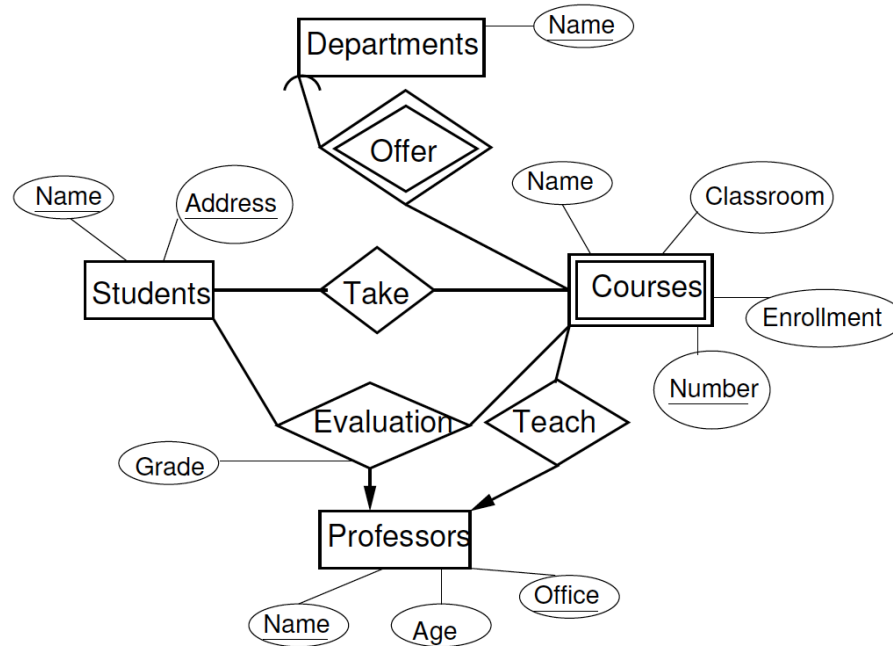 Departments
Name
Offer
Name
Classroom
Name
Address
Students
Take
Courses
Enrollment
Number
Evaluation
Teach
Grade
Professors
Office
Name
Age